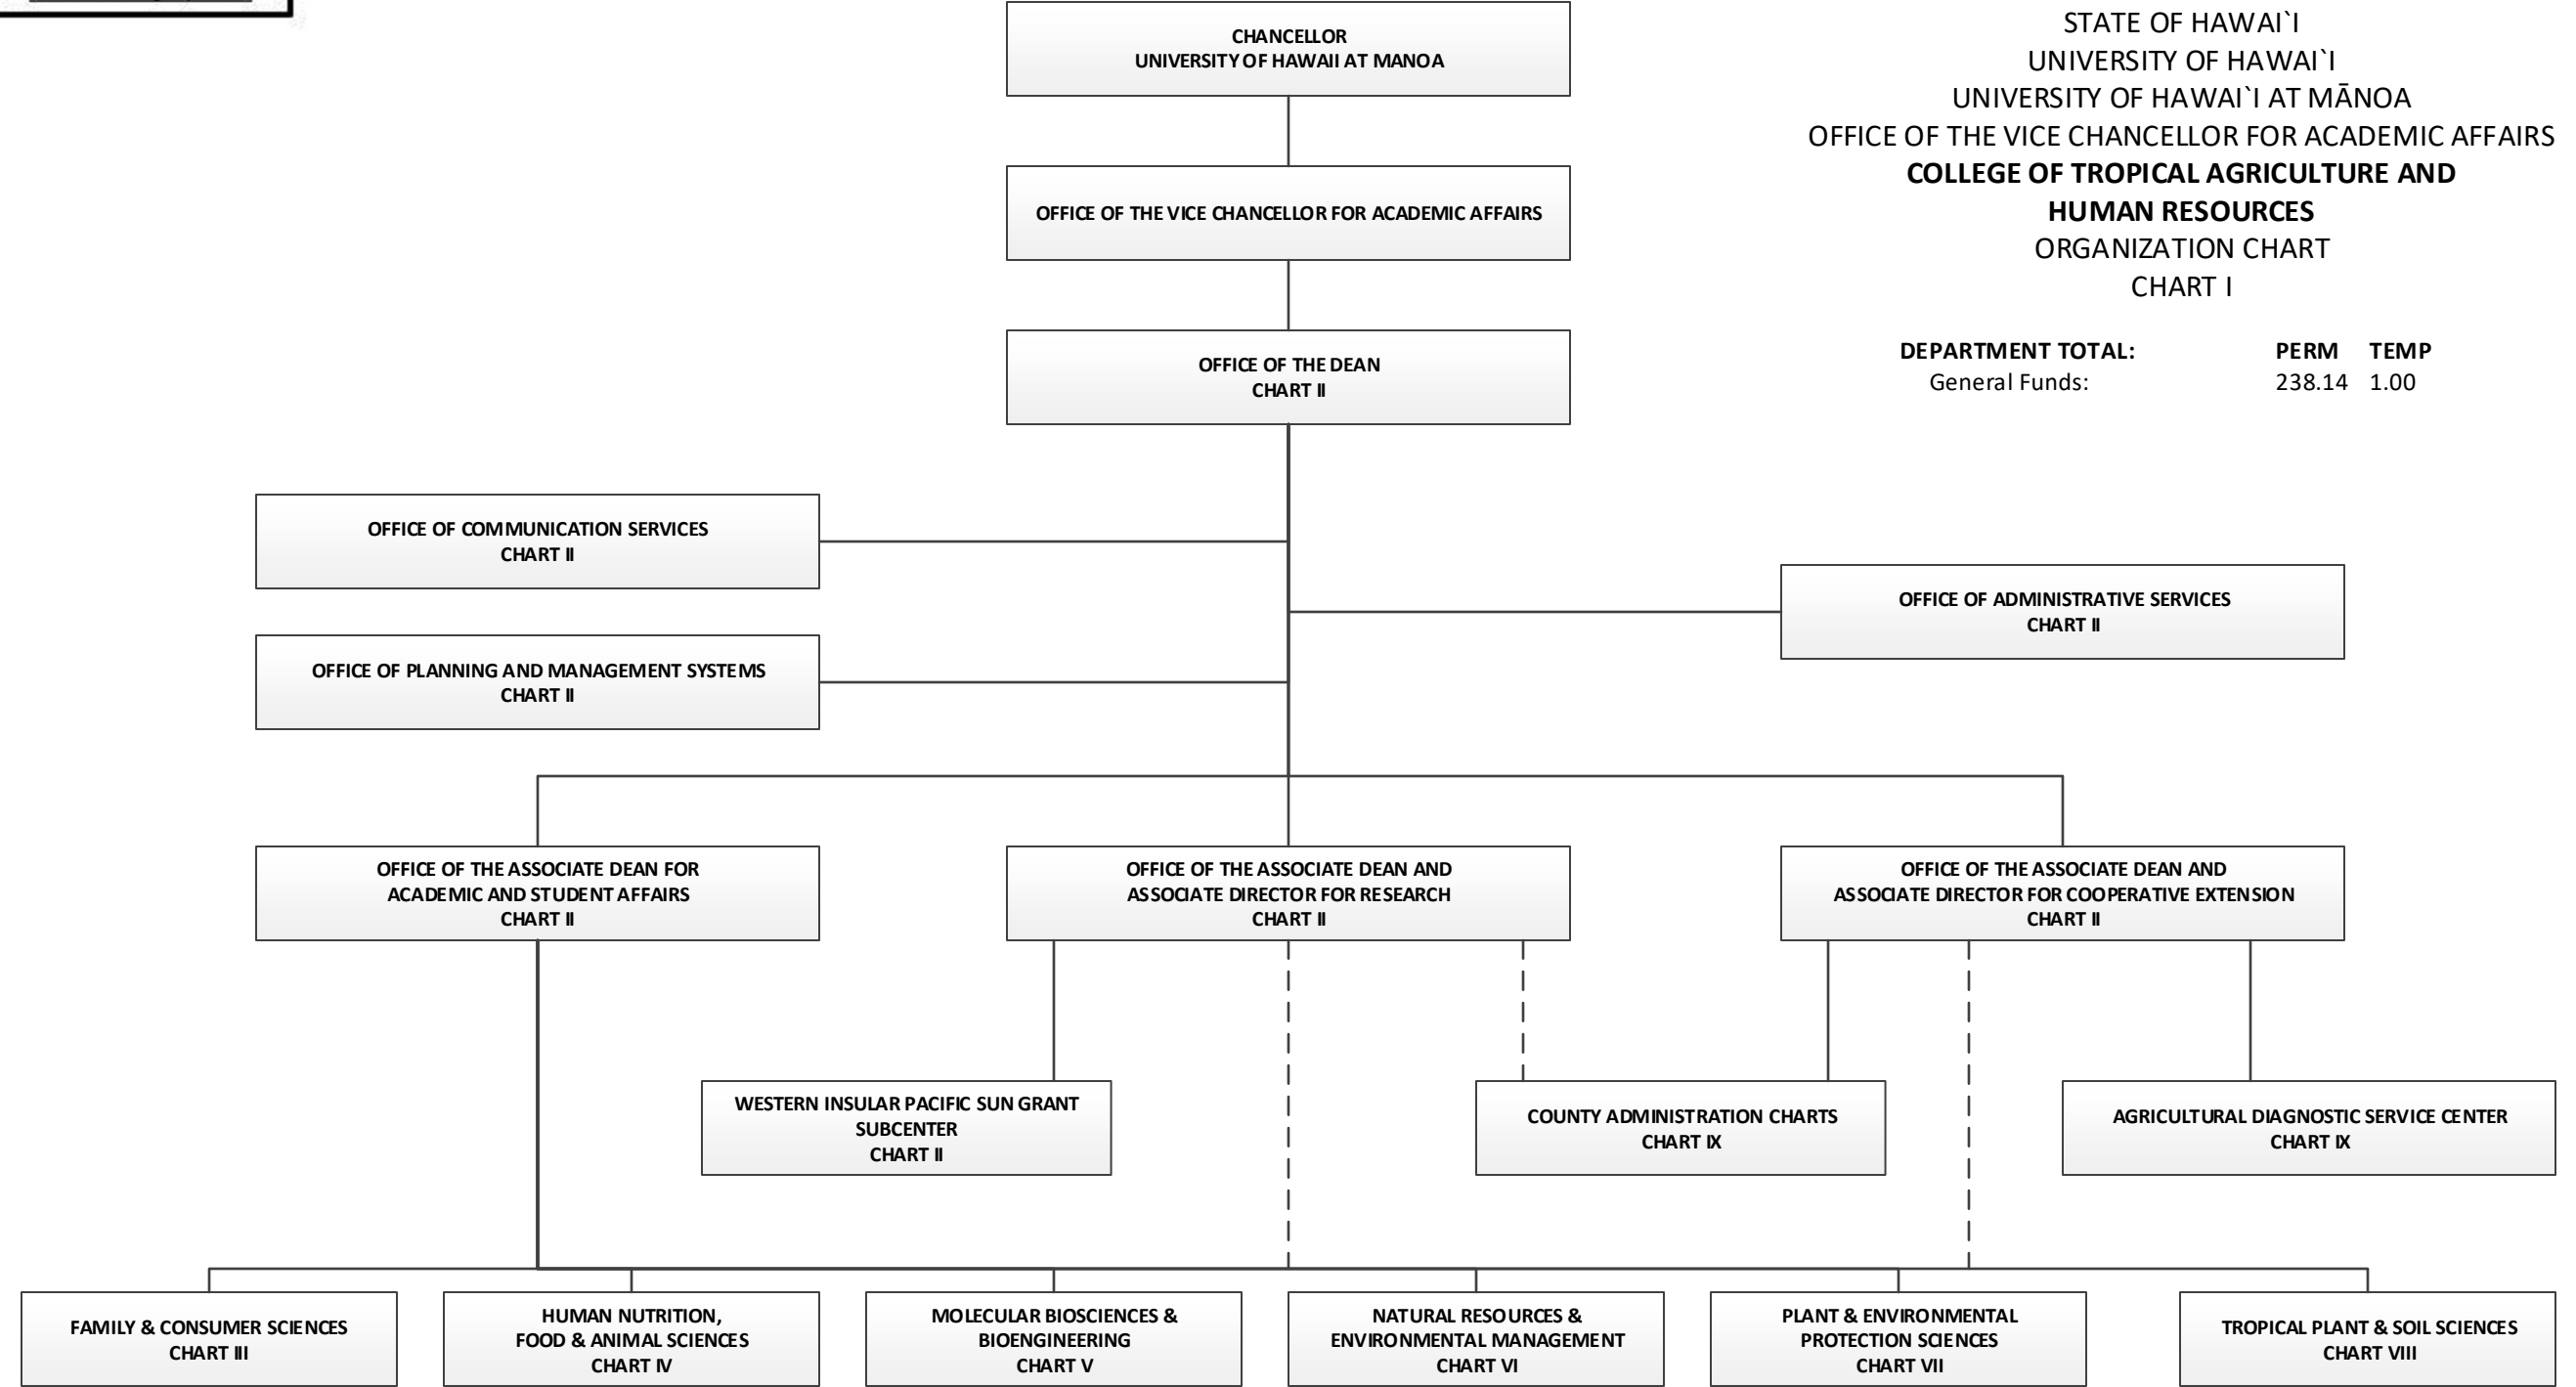 CHANCELLOR
UNIVERSITY OF HAWAII AT MANOA
STATE OF HAWAI`I
UNIVERSITY OF HAWAI`I
UNIVERSITY OF HAWAI`I AT MĀNOA
OFFICE OF THE VICE CHANCELLOR FOR ACADEMIC AFFAIRS
COLLEGE OF TROPICAL AGRICULTURE AND
HUMAN RESOURCES
ORGANIZATION CHART
CHART I
DEPARTMENT TOTAL: PERM TEMP
General Funds: 238.14 1.00
OFFICE OF THE VICE CHANCELLOR FOR ACADEMIC AFFAIRS
OFFICE OF THE DEAN
CHART II
OFFICE OF COMMUNICATION SERVICES
CHART II
OFFICE OF ADMINISTRATIVE SERVICES
CHART II
OFFICE OF PLANNING AND MANAGEMENT SYSTEMS
CHART II
OFFICE OF THE ASSOCIATE DEAN FOR
ACADEMIC AND STUDENT AFFAIRS
CHART II
OFFICE OF THE ASSOCIATE DEAN AND
ASSOCIATE DIRECTOR FOR RESEARCH
CHART II
OFFICE OF THE ASSOCIATE DEAN AND
ASSOCIATE DIRECTOR FOR COOPERATIVE EXTENSION
CHART II
WESTERN INSULAR PACIFIC SUN GRANT
SUBCENTER
CHART II
COUNTY ADMINISTRATION CHARTS
CHART IX
AGRICULTURAL DIAGNOSTIC SERVICE CENTER
CHART IX
FAMILY & CONSUMER SCIENCES
CHART III
HUMAN NUTRITION,
FOOD & ANIMAL SCIENCES
CHART IV
MOLECULAR BIOSCIENCES &
BIOENGINEERING
CHART V
NATURAL RESOURCES &
ENVIRONMENTAL MANAGEMENT
CHART VI
PLANT & ENVIRONMENTAL
PROTECTION SCIENCES
CHART VII
TROPICAL PLANT & SOIL SCIENCES
CHART VIII